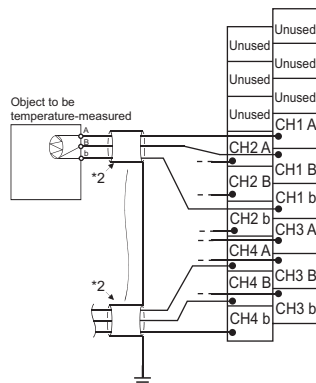 Unused
Unused
Unused
Unused
Unused
Unused
Object to be
temperature-measured
A
B
b
*2
*2
CH1 A
CH2 A
CH1 B
CH2 B
CH1 b
CH2 b
CH3 A
CH4 A
CH3 B
CH4 B
CH3 b
CH4 b